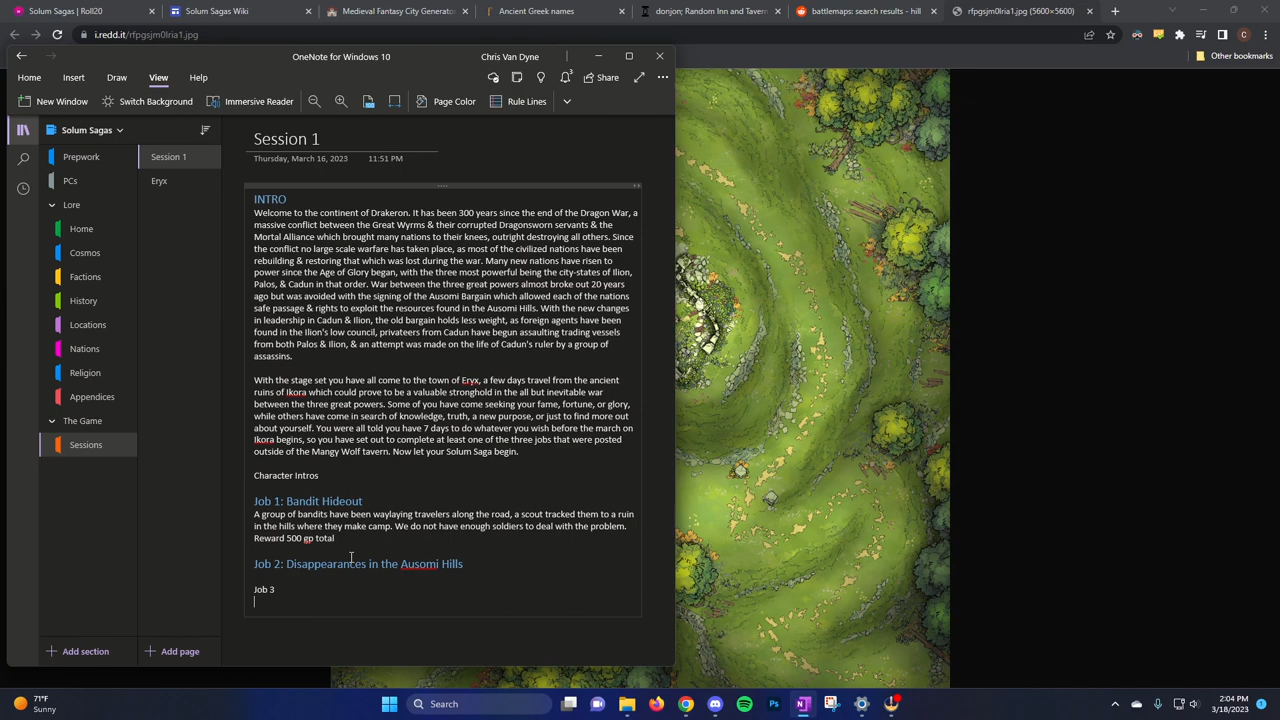 Solum Sagas | Roll20
Solum Sagas Wiki
Medieval Fantasy City Generator
Ancient Greek names
donjon; Random Inn and Tavern
battlemaps: search results - hill
rfpgsjm0lria1.jpg (5600×5600)
i.redd.it/rfpgsjm0lria1.jpg
Other bookmarks
OneNote for Windows 10
Chris Van Dyne
Home
Insert
Draw
View
Help
Share
New Window
Switch Background
Immersive Reader
Page Color
Rule Lines
Solum Sagas
Prepwork
PCs
Lore
Home
Cosmos
Factions
History
Locations
Nations
Religion
Appendices
The Game
Sessions
Add section
Session 1
Eryx
Add page
Session 1
Thursday, March 16, 2023 11:51 PM
INTRO
Welcome to the continent of Drakeron. It has been 300 years since the end of the Dragon War, a
massive conflict between the Great Wyrms & their corrupted Dragonsworn servants & the
Mortal Alliance which brought many nations to their knees, outright destroying all others. Since
the conflict no large scale warfare has taken place, as most of the civilized nations have been
rebuilding & restoring that which was lost during the war. Many new nations have risen to
power since the Age of Glory began, with the three most powerful being the city-states of Ilion,
Palos, & Cadun in that order. War between the three great powers almost broke out 20 years
ago but was avoided with the signing of the Ausomi Bargain which allowed each of the nations
safe passage & rights to exploit the resources found in the Ausomi Hills. With the new changes
in leadership in Cadun & Ilion, the old bargain holds less weight, as foreign agents have been
found in the Ilion's low council, privateers from Cadun have begun assaulting trading vessels
from both Palos & Ilion, & an attempt was made on the life of Cadun's ruler by a group of
assassins.
With the stage set you have all come to the town of Eryx, a few days travel from the ancient
ruins of Ikora which could prove to be a valuable stronghold in the all but inevitable war
between the three great powers. Some of you have come seeking your fame, fortune, or glory,
while others have come in search of knowledge, truth, a new purpose, or just to find more out
about yourself. You were all told you have 7 days to do whatever you wish before the march on
Ikora begins, so you have set out to complete at least one of the three jobs that were posted
outside of the Mangy Wolf tavern. Now let your Solum Saga begin.
Character Intros
Job 1: Bandit Hideout
A group of bandits have been waylaying travelers along the road, a scout tracked them to a ruin
in the hills where they make camp. We do not have enough soldiers to deal with the problem.
Reward 500 gp total
Job 2: Disappearances in the Ausomi Hills
Job 3
71°F
Sunny
Search
2:04 PM
3/18/2023